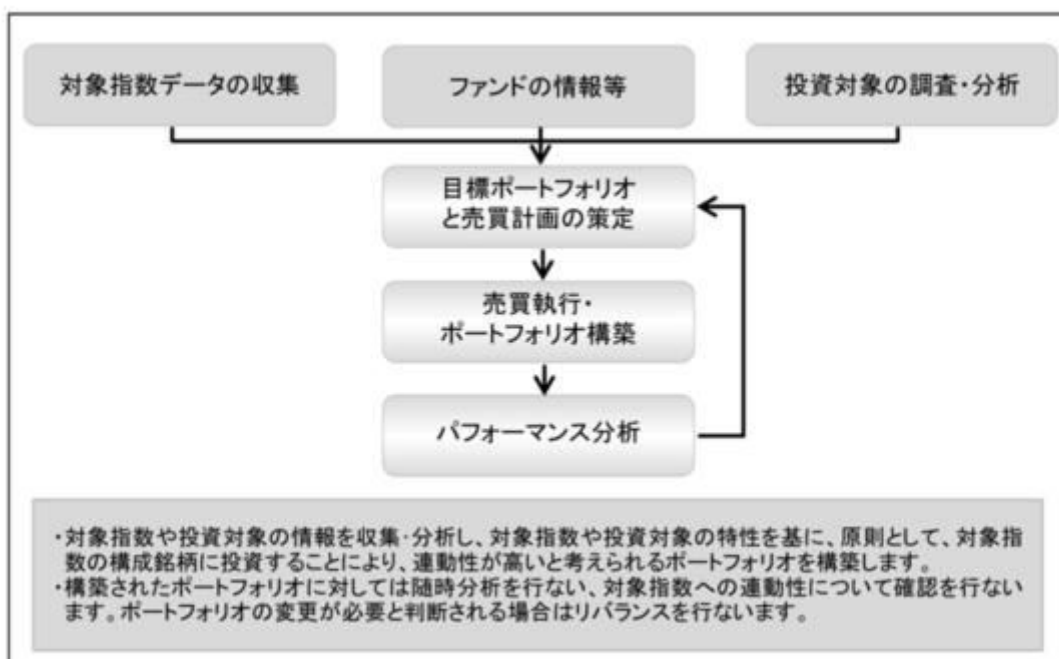 対象指数データの収集
ファンドの情報等
投資対象の調査・分析
目標ポートフォリオ
と売買計画の策定
売買執行・
ポートフォリオ構築
パフォーマンス分析
・対象指数や投資対象の情報を収集・分析し、対象指数や投資対象の特性を基に、原則として、対象指
数の構成銘柄に投資することにより、連動性が高いと考えられるポートフォリオを構築します。
・構築されたポートフォリオに対しては随時分析を行ない、対象指数への連動性について確認を行ない
ます。ポートフォリオの変更が必要と判断される場合はリバランスを行ないます。